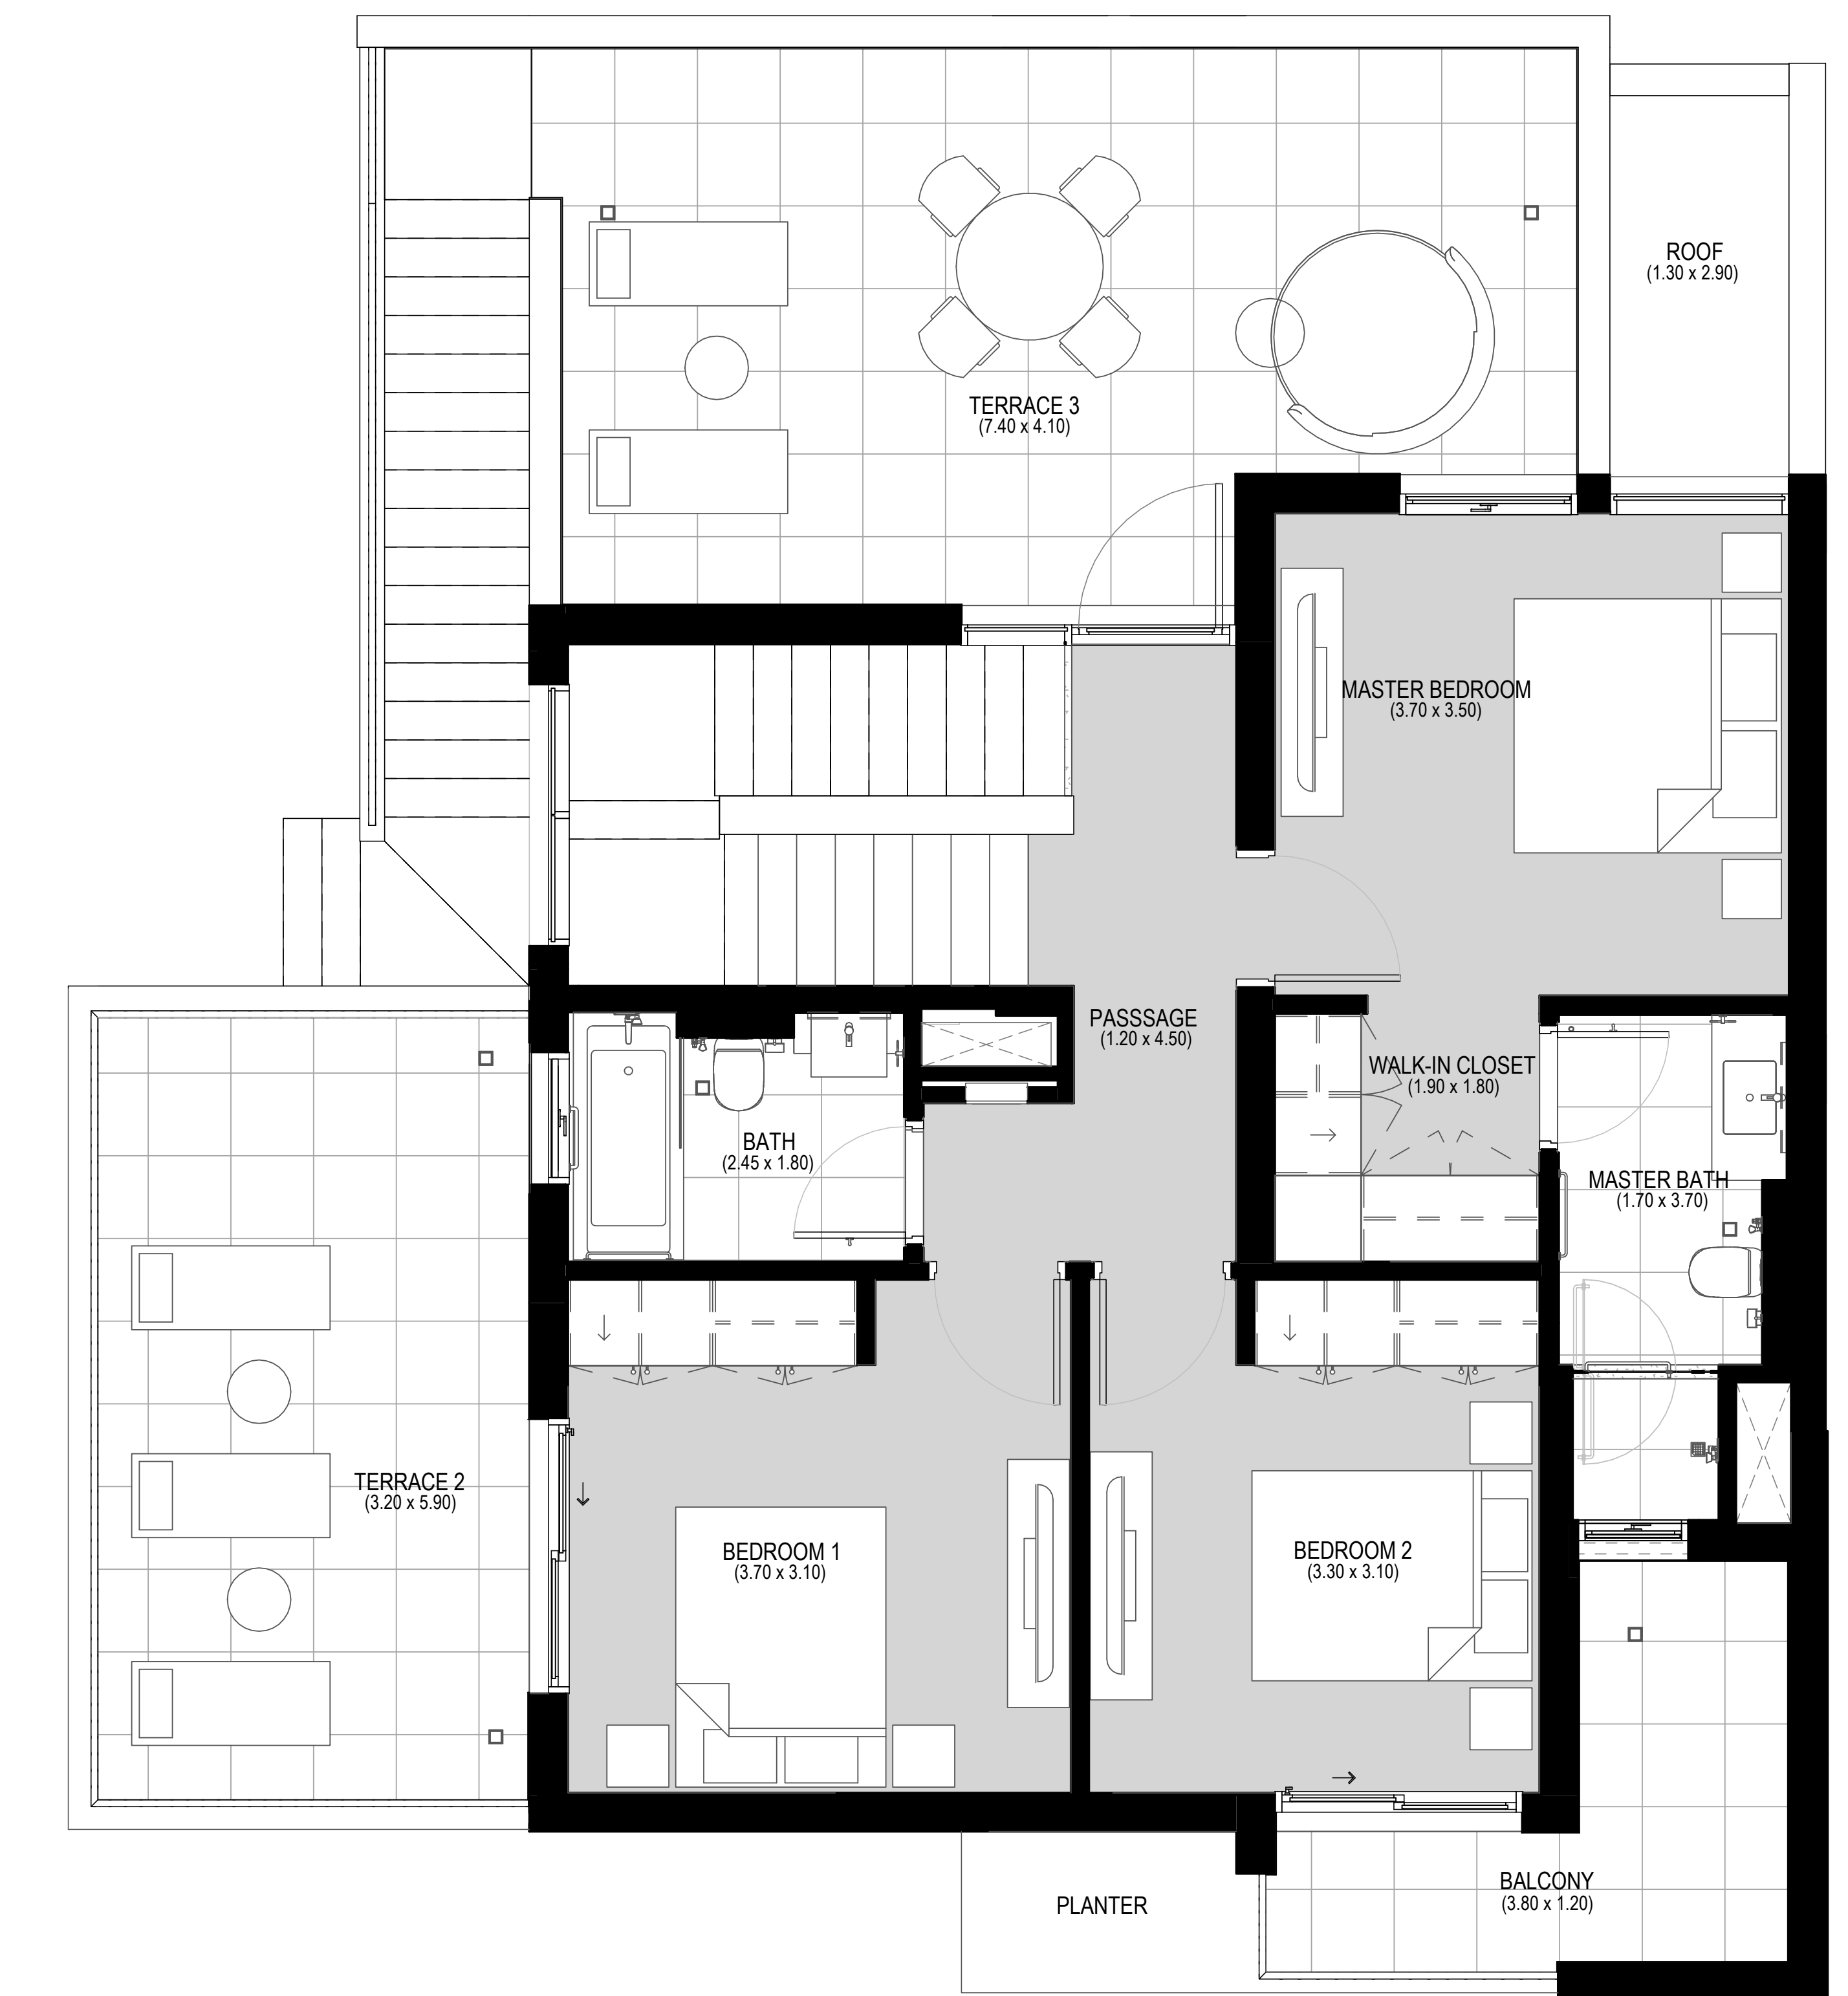 ROOF
(1.30 x 2.90)
TERRACE 3
(7.40 x 4.10)
MASTER BEDROOM
(3.70 x 3.50)
PASSSAGE
(1.20 x 4.50)
WALK-IN CLOSET
(1.90 x 1.80)
BATH
(2.45 x 1.80)
MASTER BATH
(1.70 x 3.70)
TERRACE 2
(3.20 x 5.90)
BEDROOM 1
(3.70 x 3.10)
BEDROOM 2
(3.30 x 3.10)
BALCONY
(3.80 x 1.20)
PLANTER